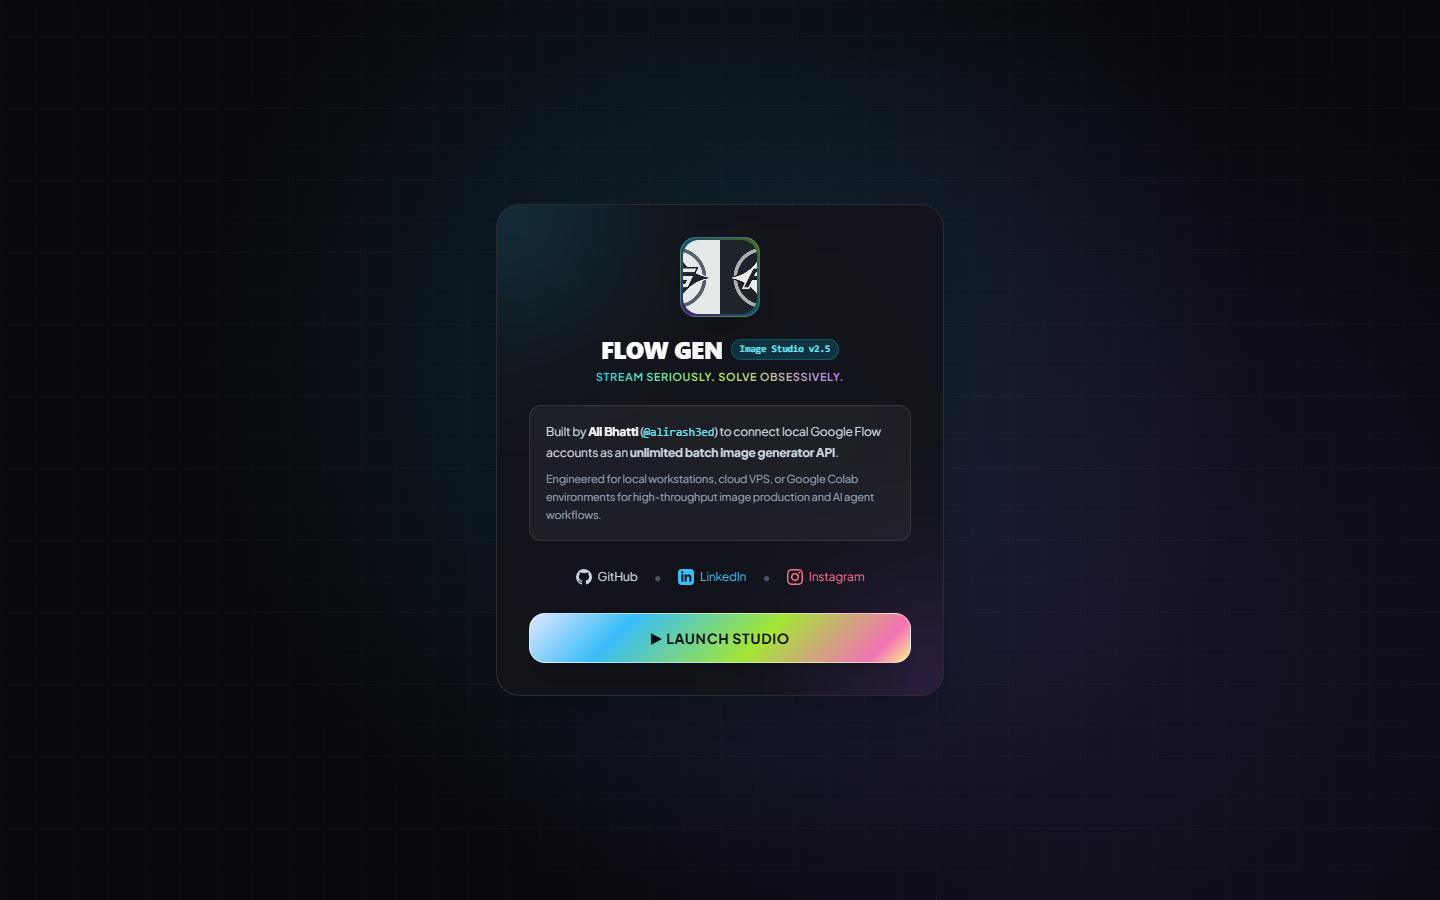 FLOW GEN Image Studio v2.5
STREAM SERIOUSLY. SOLVE OBSESSIVELY.
Built by Ali Bhatti (@alirash3ed) to connect local Google Flow
accounts as an unlimited batch image generator API.
Engineered for local workstations, cloud VPS, or Google Colab
environments for high-throughput image production and AI agent
workflows.
GitHub • LinkedIn • Instagram
▶ LAUNCH STUDIO